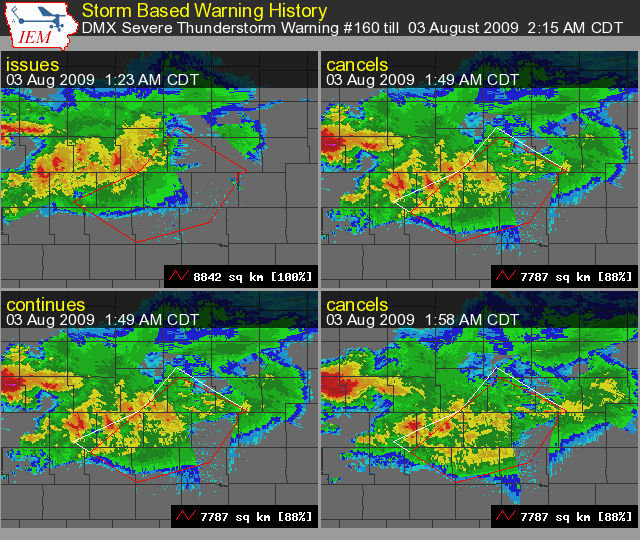 IEM
Storm Based Warning History
DMX Severe Thunderstorm Warning #160 till 03 August 2009 2:15 AM CDT
issues
03 Aug 2009 1:23 AM CDT
8842 sq km [100%]
cancels
03 Aug 2009 1:49 AM CDT
7787 sq km [88%]
continues
03 Aug 2009 1:49 AM CDT
7787 sq km [88%]
cancels
03 Aug 2009 1:58 AM CDT
7787 sq km [88%]